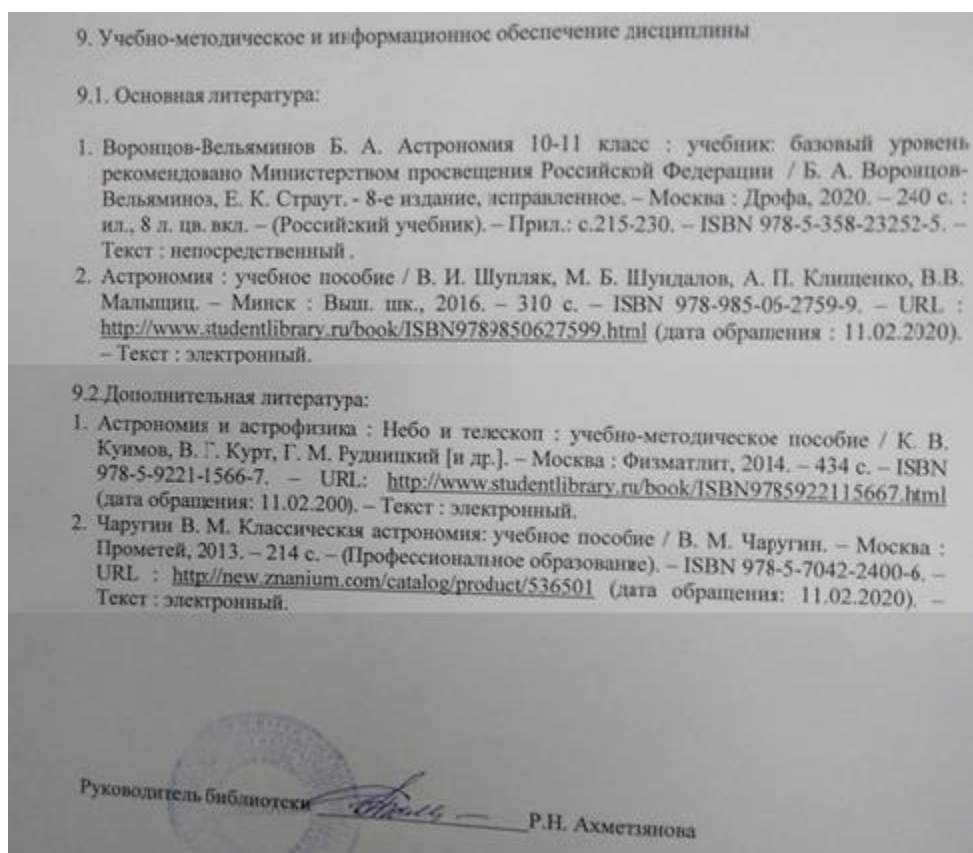 9. Учебно-методическое и информационное обеспечение дисциплины
9.1. Основная литература:
1. Воронцов-Вельяминов Б. А. Астрономия 10-11 класс : учебник: базовый уровень
рекомендовано Министерством просвещения Российской Федерации / Б. А. Воронцов-
Вельяминов, Е. К. Страут. - 8-е издание, исправленное. – Москва : Дрофа, 2020. – 240 с. :
ил., 8 л. цв. вкл. – (Российский учебник). – Прил.: с.215-230. – ISBN 978-5-358-23252-5. –
Текст : непосредственный .
2. Астрономия : учебное пособие / В. И. Шупляк, М. Б. Шундалов, А. П. Клищенко, В.В.
Малыщиц. – Минск : Выш. шк., 2016. – 310 с. – ISBN 978-985-06-2759-9. – URL :
http://www.studentlibrary.ru/book/ISBN9789850627599.html (дата обращения : 11.02.2020).
– Текст : электронный.
9.2.Дополнительная литература:
1. Астрономия и астрофизика : Небо и телескоп : учебно-методическое пособие / К. В.
Куимов, В. Г. Курт, Г. М. Рудницкий [и др.]. – Москва : Физматлит, 2014. – 434 с. – ISBN
978-5-9221-1566-7. – URL: http://www.studentlibrary.ru/book/ISBN9785922115667.html
(дата обращения: 11.02.200). – Текст : электронный.
2. Чаругин В. М. Классическая астрономия: учебное пособие / В. М. Чаругин. – Москва :
Прометей, 2013. – 214 с. – (Профессиональное образование). – ISBN 978-5-7042-2400-6. –
URL : http://new.znanium.com/catalog/product/536501 (дата обращения: 11.02.2020). –
Текст : электронный.
Руководитель библиотеки Р.Н. Ахметзянова